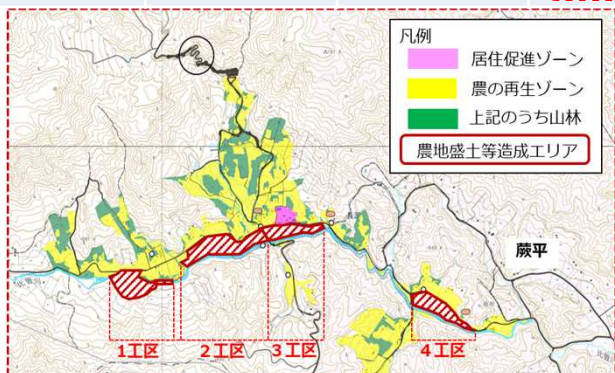 凡例
居住促進ゾーン
農の再生ゾーン
上記のうち山林
農地盛土等造成エリア
蕨平
1工区
2工区
3工区
4工区